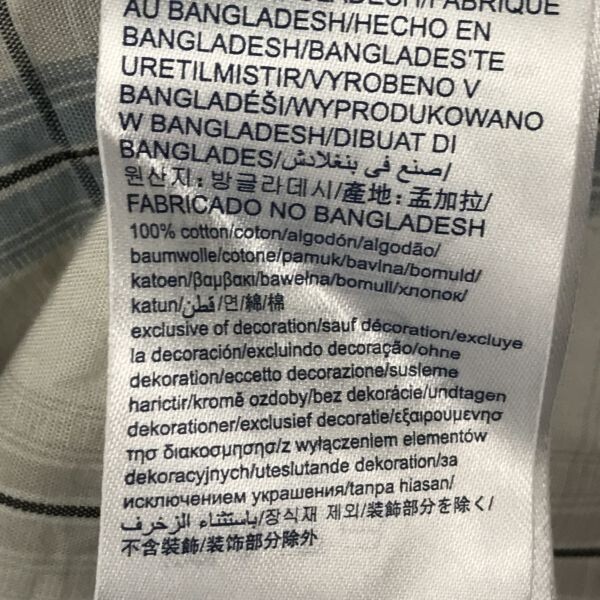 BANGLADESH/FABRIQUÉ
AU BANGLADESH/HECHO EN
BANGLADESH/BANGLADES'TE
URETILMISTIR/VYROBENO V
BANGLADÉŠI/WYPRODUKOWANO
W BANGLADESH/DIBUAT DI
BANGLADES/صنع في بنغلادش/
원산지: 방글라데시/產地: 孟加拉/
FABRICADO NO BANGLADESH
100% cotton/coton/algodón/algodão/
baumwolle/cotone/pamuk/bavlna/bomuld/
katoen/βαμβακι/bawełna/bomull/хлопок/
katun/قطن/면/綿/棉
exclusive of decoration/sauf décoration/excluye
la decoración/excluindo decoração/ohne
dekoration/eccetto decorazione/susleme
harictir/kromě ozdoby/bez dekorácie/undtagen
dekorationer/exclusief decoratie/εξαιρουμενησ
τησ διακοσμησησ/z wyłączeniem elementów
dekoracyjnych/uteslutande dekoration/за
исключением украшения/tanpa hiasan/
باستثناء الزخرف/장식재 제외/装飾部分を除く/
不含裝飾/装饰部分除外